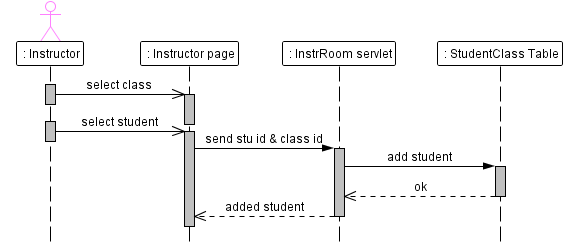 : Instructor
: Instructor page
: InstrRoom servlet
: StudentClass Table
select class
select student
send stu id & class id
add student
ok
added student